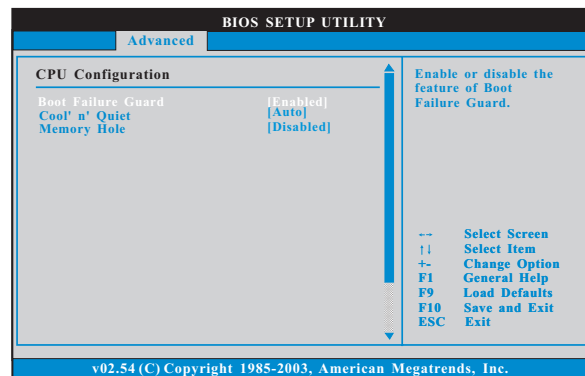 BIOS SETUP UTILITY
Advanced
CPU Configuration
Boot Failure Guard [Enabled]
Cool' n' Quiet [Auto]
Memory Hole [Disabled]
Enable or disable the
feature of Boot
Failure Guard.
←→ Select Screen
↑↓ Select Item
+- Change Option
F1 General Help
F9 Load Defaults
F10 Save and Exit
ESC Exit
v02.54 (C) Copyright 1985-2003, American Megatrends, Inc.